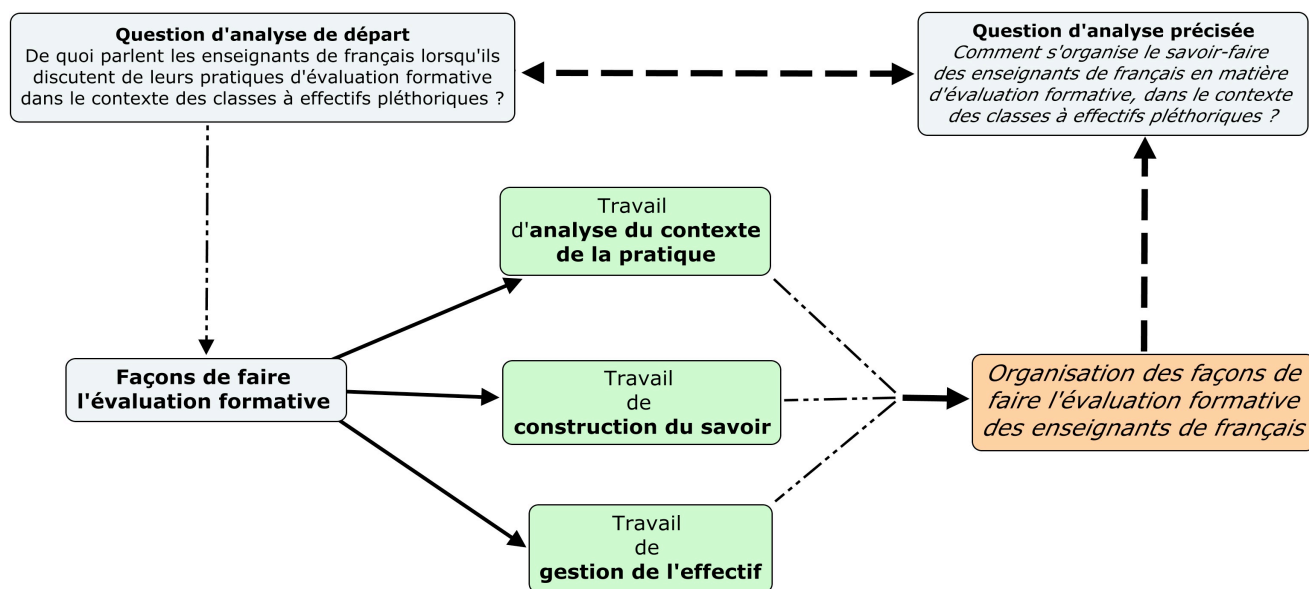 Question d'analyse de départ
De quoi parlent les enseignants de français lorsqu'ils
discutent de leurs pratiques d'évaluation formative
dans le contexte des classes à effectifs pléthoriques ?
Question d'analyse précisée
Comment s'organise le savoir-faire
des enseignants de français en matière
d'évaluation formative, dans le contexte
des classes à effectifs pléthoriques ?
Travail
d'analyse du contexte
de la pratique
Façons de faire
l'évaluation formative
Travail
de
construction du savoir
Organisation des façons de
faire l'évaluation formative
des enseignants de français
Travail
de
gestion de l'effectif